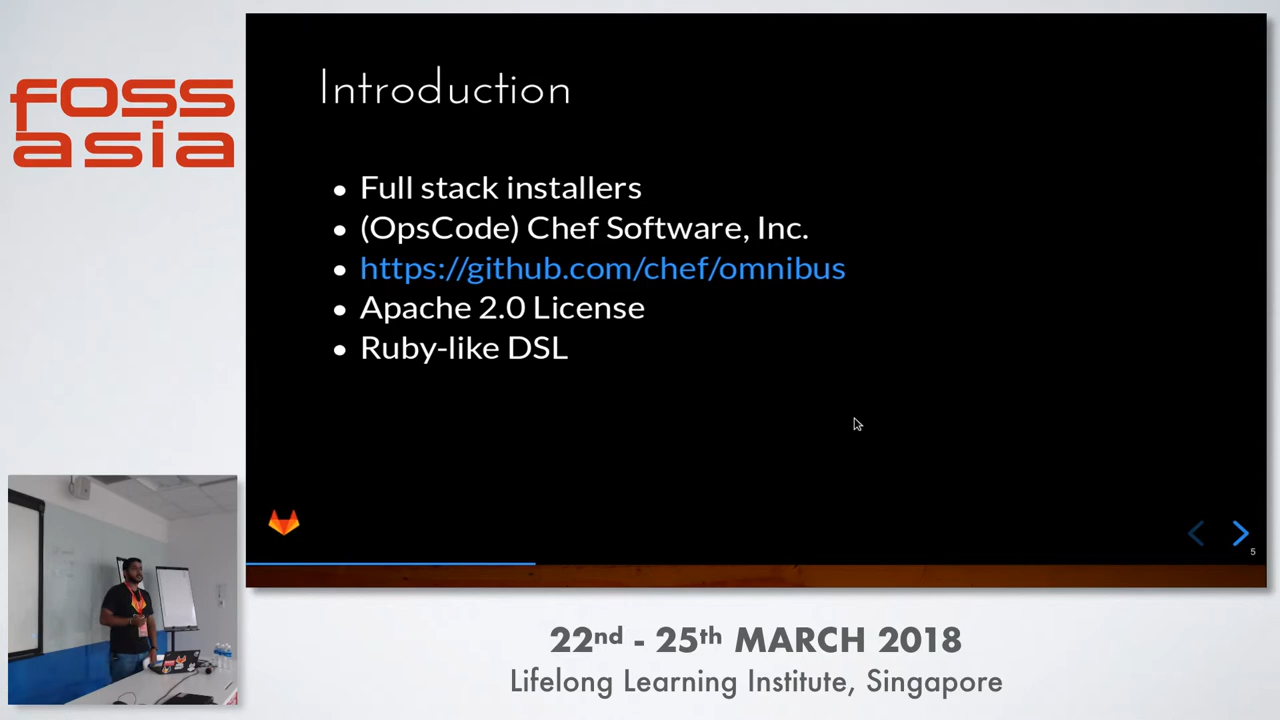 foss
asia
Introduction
Full stack installers
(OpsCode) Chef Software, Inc.
https://github.com/chef/omnibus
Apache 2.0 License
Ruby-like DSL
5
22nd - 25th MARCH 2018
Lifelong Learning Institute, Singapore